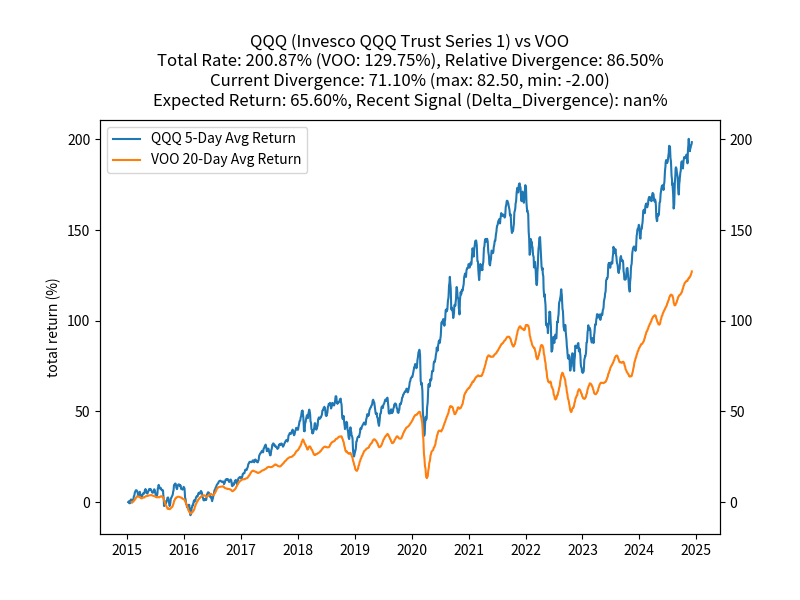 QQQ (Invesco QQQ Trust Series 1) vs VOO
Total Rate: 200.87% (VOO: 129.75%), Relative Divergence: 86.50%
Current Divergence: 71.10% (max: 82.50, min: -2.00)
Expected Return: 65.60%, Recent Signal (Delta_Divergence): nan%
QQQ 5-Day Avg Return
VOO 20-Day Avg Return
total return (%)
200
150
100
50
0
200
150
100
50
0
2015 2016 2017 2018 2019 2020 2021 2022 2023 2024 2025